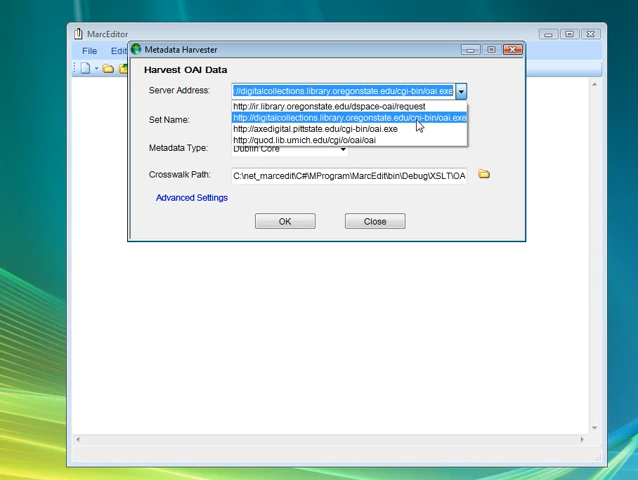 MarcEditor
File Edit
Metadata Harvester
Harvest OAI Data
Server Address: ://digitalcollections.library.oregonstate.edu/cgi-bin/oai.exe
http://ir.library.oregonstate.edu/dspace-oai/request
http://digitalcollections.library.oregonstate.edu/cgi-bin/oai.exe
Set Name:
http://axedigital.pittstate.edu/cgi-bin/oai.exe
http://quod.lib.umich.edu/cgi/o/oai/oai
Metadata Type: Dublin Core
Crosswalk Path: C:\net_marcedit\C#\MProgram\MarcEdit\bin\Debug\XSLT\OA
Advanced Settings
OK Close